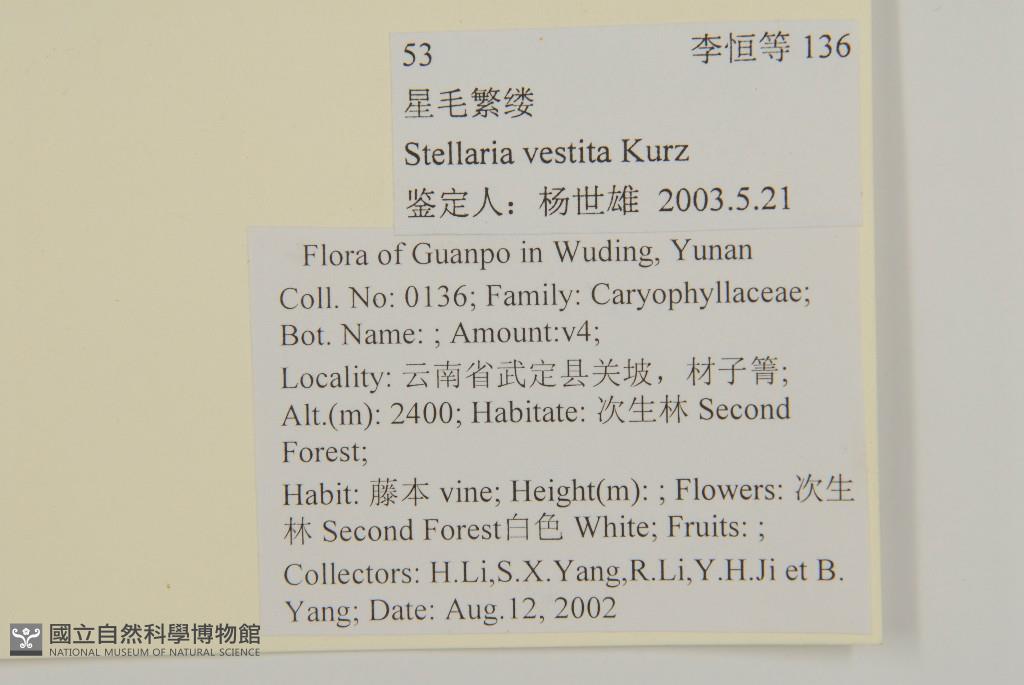 53 李恒等 136
星毛繁缕
Stellaria vestita Kurz
鉴定人：杨世雄 2003.5.21
Flora of Guanpo in Wuding, Yunan
Coll. No: 0136; Family: Caryophyllaceae;
Bot. Name: ; Amount:v4;
Locality: 云南省武定县关坡，材子箐;
Alt.(m): 2400; Habitate: 次生林 Second
Forest;
Habit: 藤本 vine; Height(m): ; Flowers: 次生
林 Second Forest白色 White; Fruits: ;
Collectors: H.Li,S.X.Yang,R.Li,Y.H.Ji et B.
Yang; Date: Aug.12, 2002
國立自然科學博物館
NATIONAL MUSEUM OF NATURAL SCIENCE